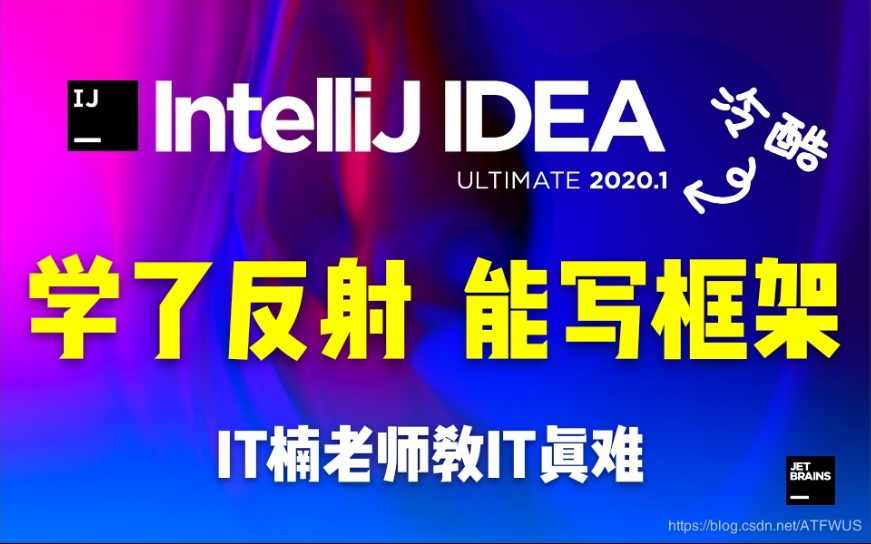 IJ
IntelliJ IDEA
冷酷
ULTIMATE 2020.1
学了反射 能写框架
IT楠老师教IT真难
JET
BRAINS
https://blog.csdn.net/ATFWUS